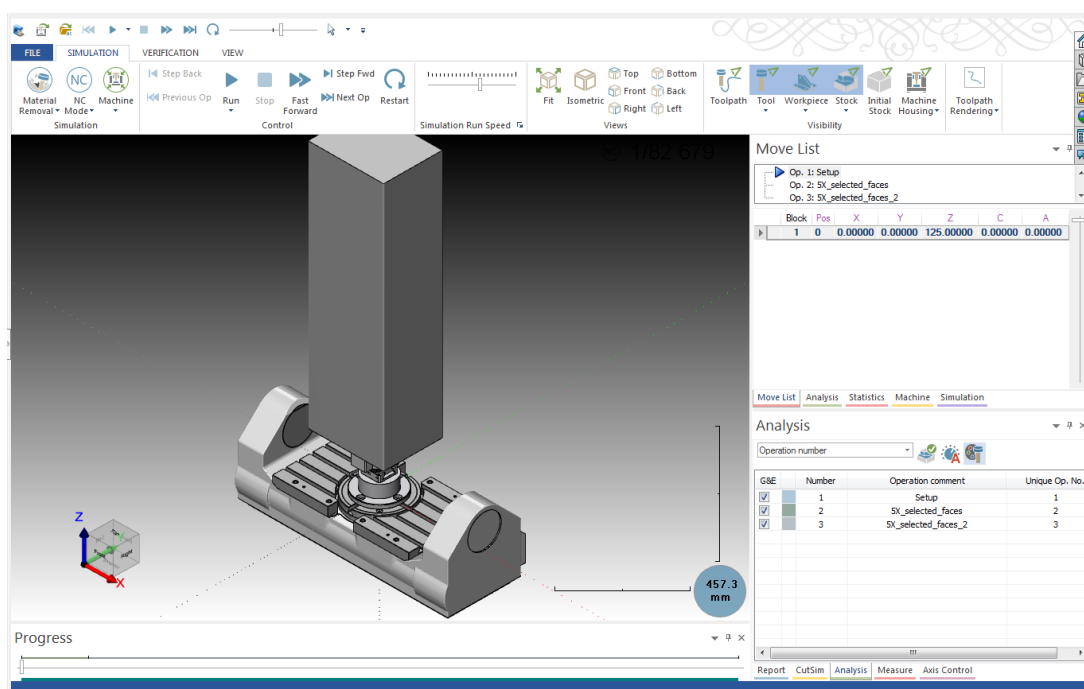 FILE SIMULATION VERIFICATION VIEW
Material Removal NC Mode Machine
Step Back
Previous Op
Run Stop Fast Forward
Step Fwd
Next Op
Restart
Fit Isometric
Top Bottom
Front Back
Right Left
Toolpath Tool Workpiece Stock Initial Stock Machine Housing
Toolpath Rendering
Simulation Control Simulation Run Speed Views Visibility
1/82 679
Z
X
457.3 mm
Move List
Op. 1: Setup
Op. 2: 5X_selected_faces
Op. 3: 5X_selected_faces_2
Block Pos X Y Z C A
1 0 0.00000 0.00000 125.00000 0.00000 0.00000
Move List Analysis Statistics Machine Simulation
Analysis
Operation number
G&E Number Operation comment Unique Op. No.
1 Setup 1
2 5X_selected_faces 2
3 5X_selected_faces_2 3
Report CutSim Analysis Measure Axis Control
Progress